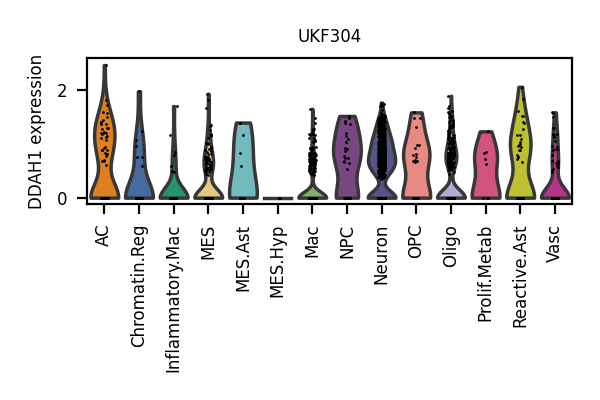 UKF304
DDAH1 expression
2
0
AC
Chromatin.Reg
Inflammatory.Mac
MES
MES.Ast
MES.Hyp
Mac
NPC
Neuron
OPC
Oligo
Prolif.Metab
Reactive.Ast
Vasc